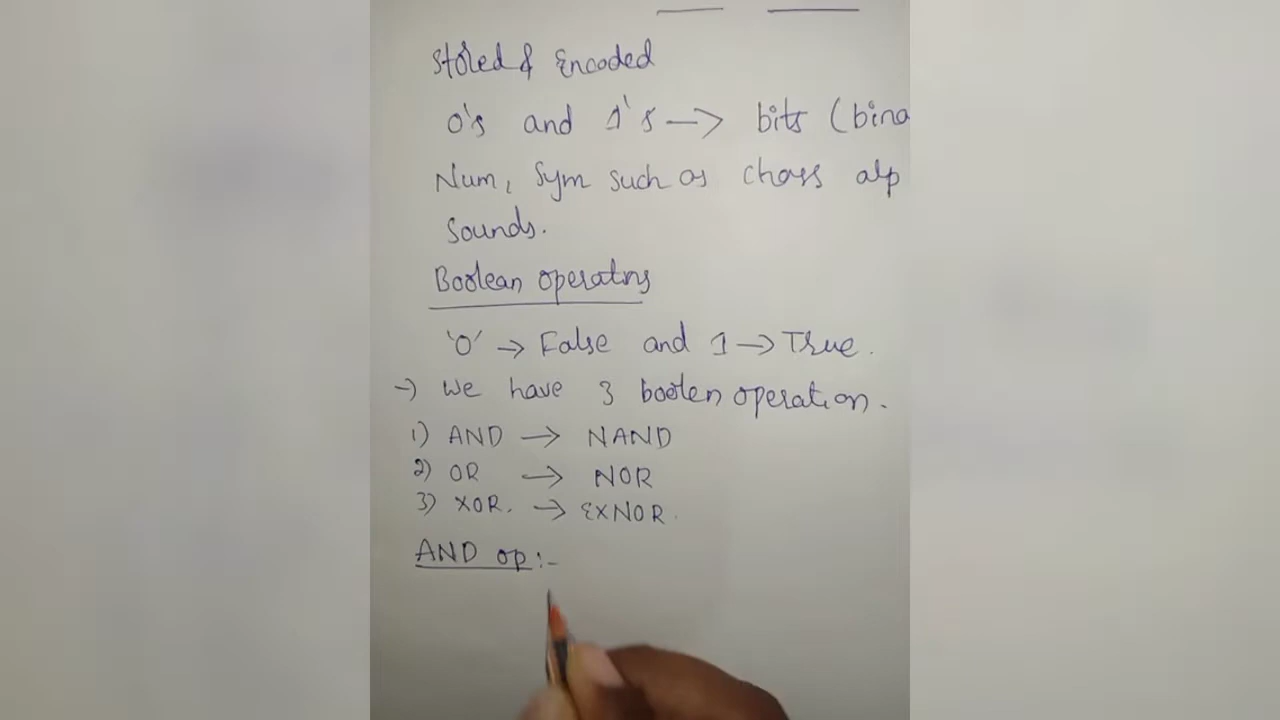 Stored & Encoded
0's and 1's → bits (bina
Num, Sym such as chars alp
Sounds.
Boolean operatins
'0' → False and 1 → True.
→ We have 3 boolen operation.
1) AND → NAND
2) OR → NOR
3) XOR. → EXNOR.
AND op:-